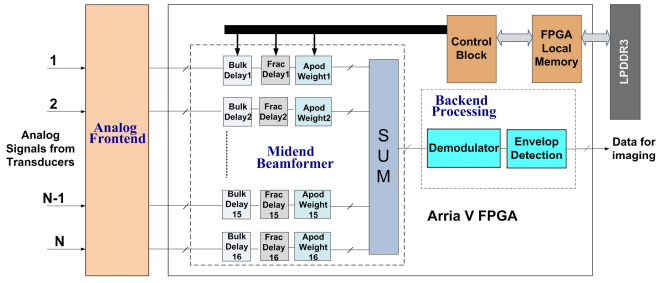 1
2
Analog
Signals from
Transducers
N-1
N
Analog
Frontend
Bulk
Delay1
Frac
Delay1
Apod
Weight1
Bulk
Delay2
Frac
Delay2
Apod
Weight2
Midend
Beamformer
Bulk
Delay
15
Frac
Delay
15
Apod
Weight
15
Bulk
Delay
16
Frac
Delay
16
Apod
Weight
16
S
U
M
Control
Block
FPGA
Local
Memory
LPDDR3
Backend
Processing
Demodulator
Envelop
Detection
Data for
imaging
Arria V FPGA